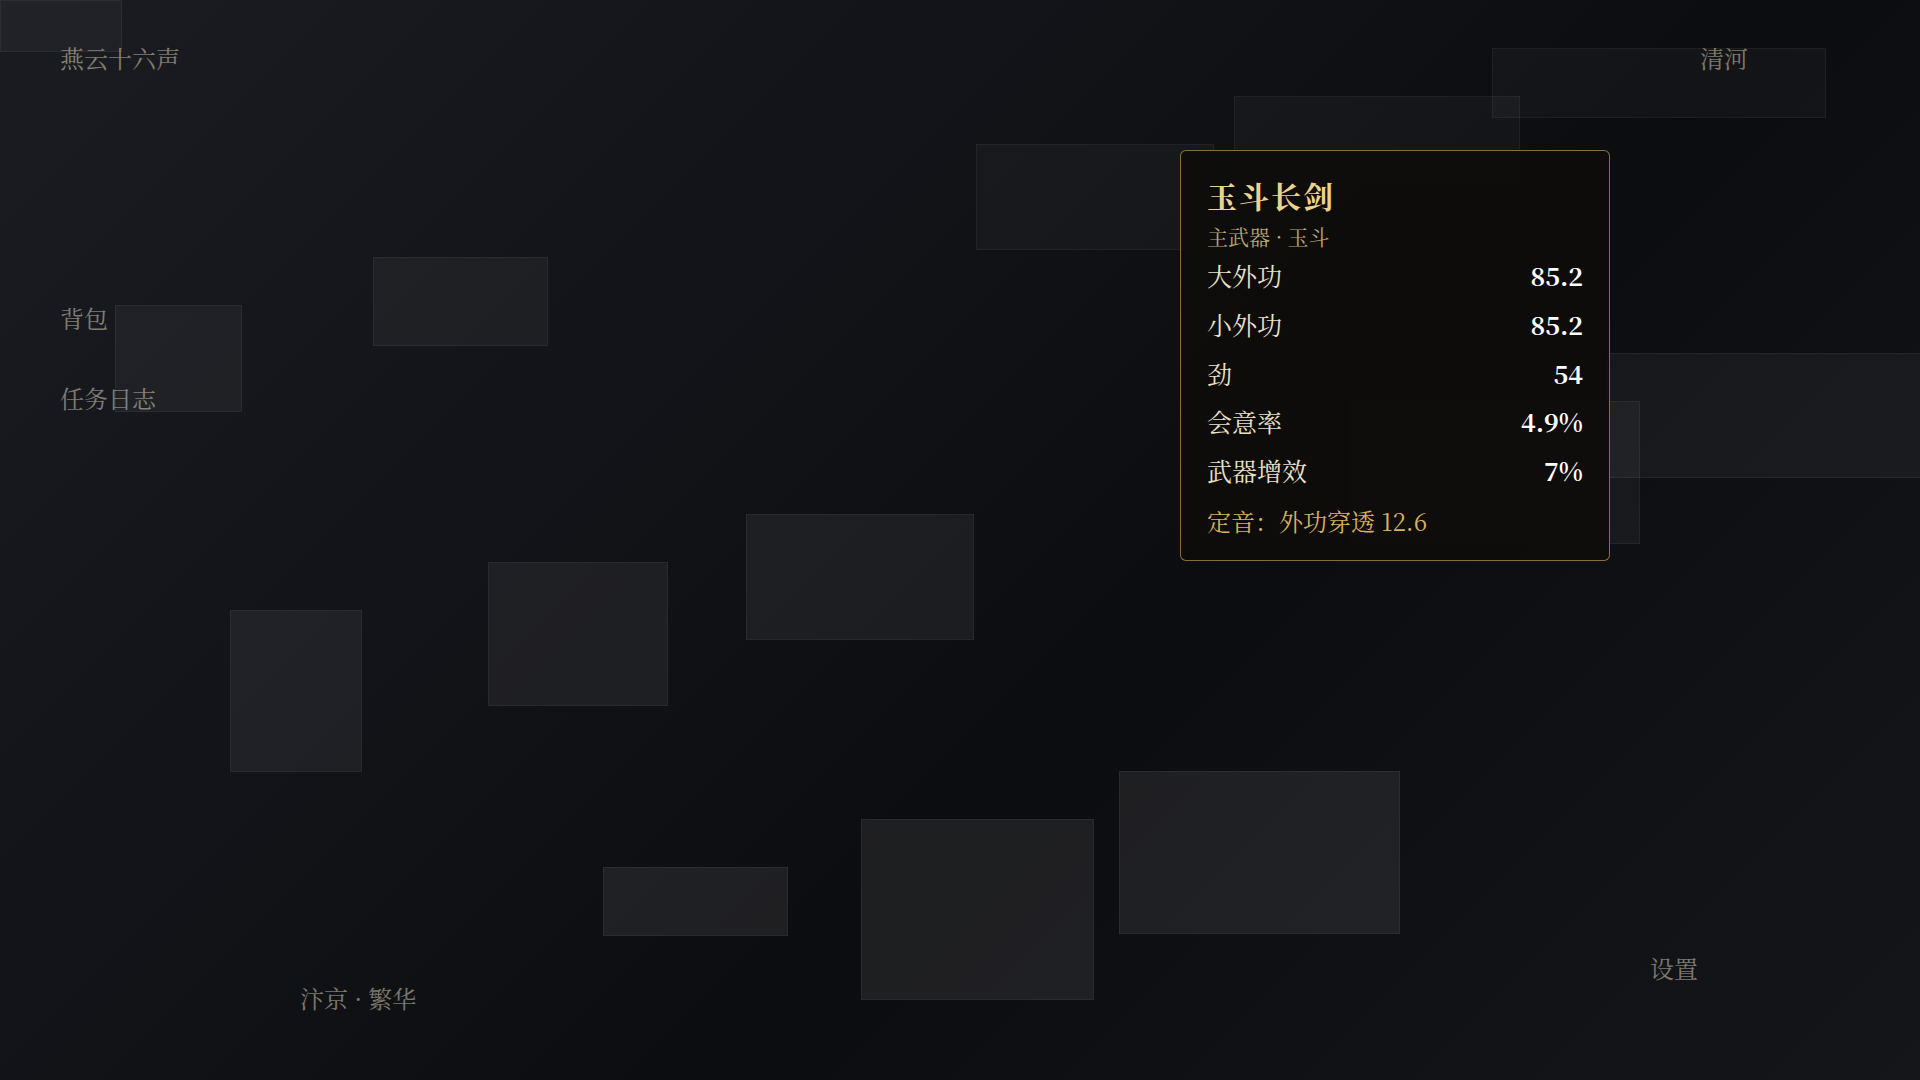 燕云十六声
清河
背包
任务日志
玉斗长剑
主武器 · 玉斗
大外功 85.2
小外功 85.2
劲 54
会意率 4.9%
武器增效 7%
定音：外功穿透 12.6
设置
汴京 · 繁华